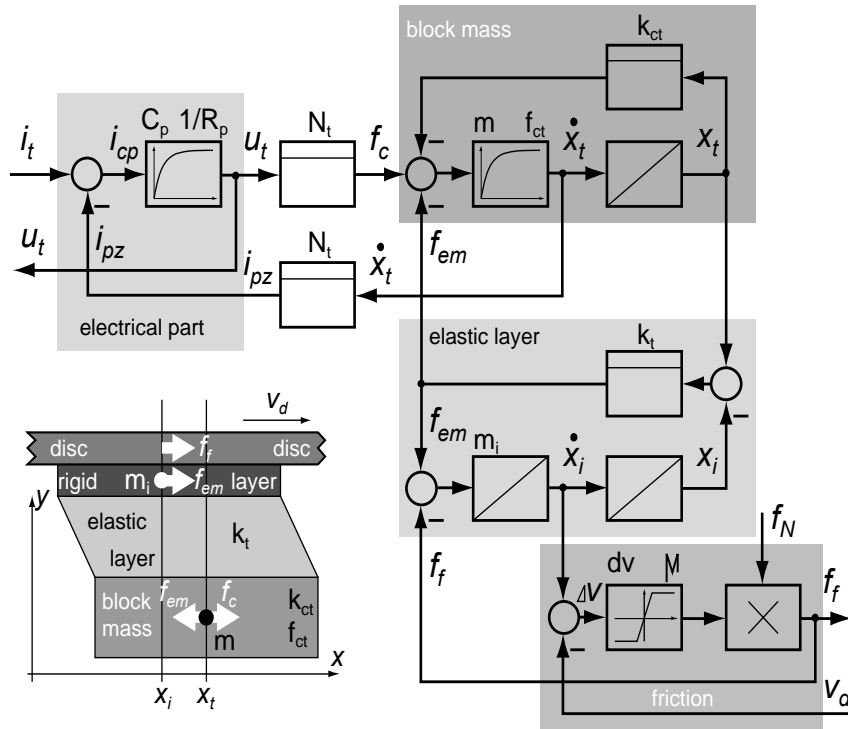 block mass
k_ct
C_p 1/R_p
N_t
m f_ct
i_t
i_cp
u_t
f_c
ẋ_t
x_t
–
–
–
u_t
i_pz
i_pz
N_t
ẋ_t
f_em
electrical part
elastic layer
k_t
–
f_em
m_i
ẋ_i
x_i
–
f_f
f_N
dv
Δv
f_f
–
friction
v_d
v_d
disc
f_f
disc
rigid
m_i
f_em
layer
y
elastic
layer
k_t
block
mass
f_em
f_c
k_ct
f_ct
m
x
x_i
x_t